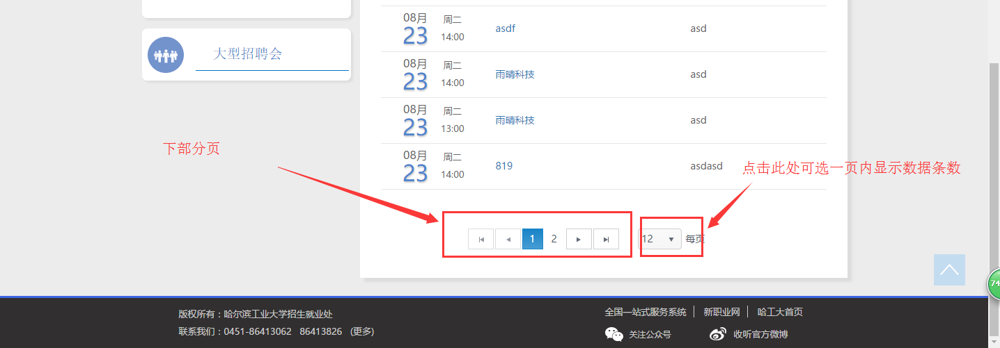 08月 周二
23 14:00 asdf asd
大型招聘会
08月 周二
23 14:00 雨晴科技 asd
08月 周二
23 13:00 雨晴科技 asd
下部分页
08月 周二
23 14:00 819 asdasd
点击此处可选一页内显示数据条数
1 2 12 每页
74
版权所有：哈尔滨工业大学招生就业处
联系我们：0451-86413062 86413826 (更多)
全国一站式服务系统 新职业网 哈工大首页
关注公众号 收听官方微博